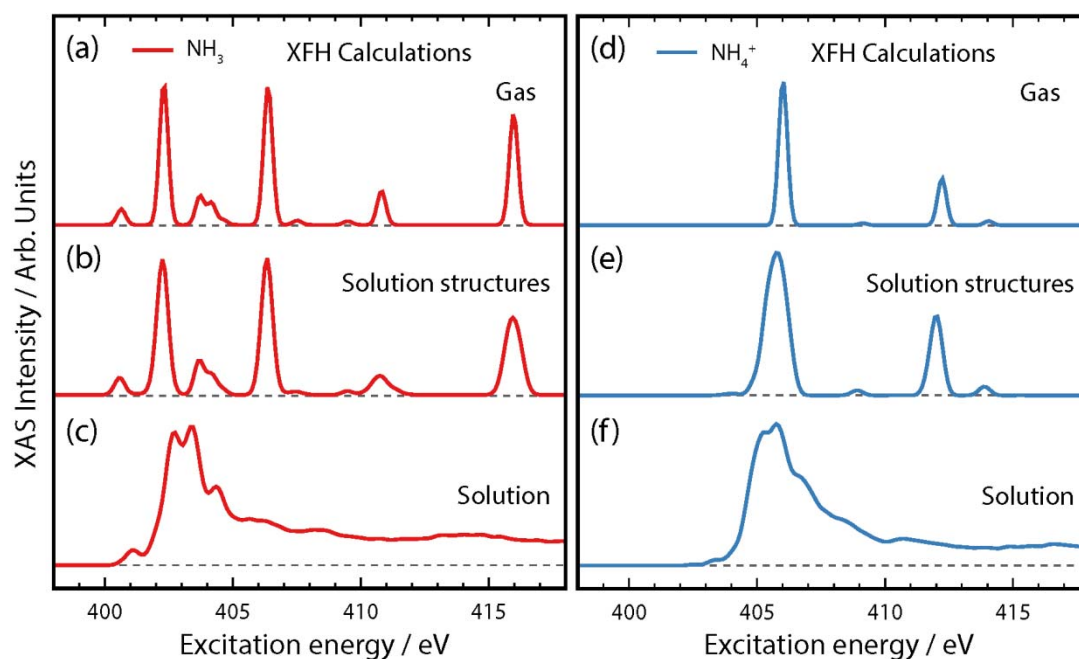 (a) NH₃ XFH Calculations
Gas
(b)
Solution structures
(c)
Solution
(d) NH₄⁺ XFH Calculations
Gas
(e)
Solution structures
(f)
Solution
XAS Intensity / Arb. Units
400 405 410 415
Excitation energy / eV
400 405 410 415
Excitation energy / eV